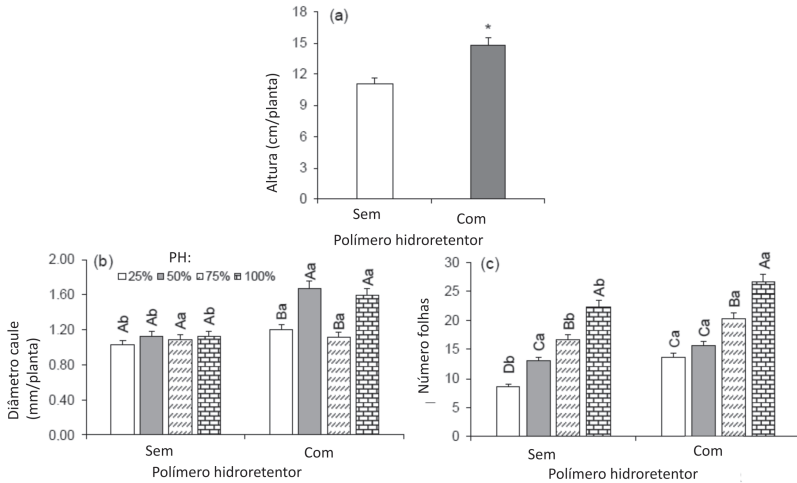 (a)
18
15
12
9
6
3
0
Altura (cm/planta)
*
Sem
Com
Polímero hidroretentor
(b)
PH:
25% 50% 75% 100%
2.00
1.60
1.20
0.80
0.40
0.00
Diâmetro caule
(mm/planta)
Ab
Ab
Aa
Ab
Ba
Aa
Ba
Aa
Sem
Com
Polímero hidroretentor
(c)
30
25
20
15
10
5
0
Número folhas
Db
Ca
Bb
Ab
Ca
Ca
Ba
Aa
Sem
Com
Polímero hidroretentor